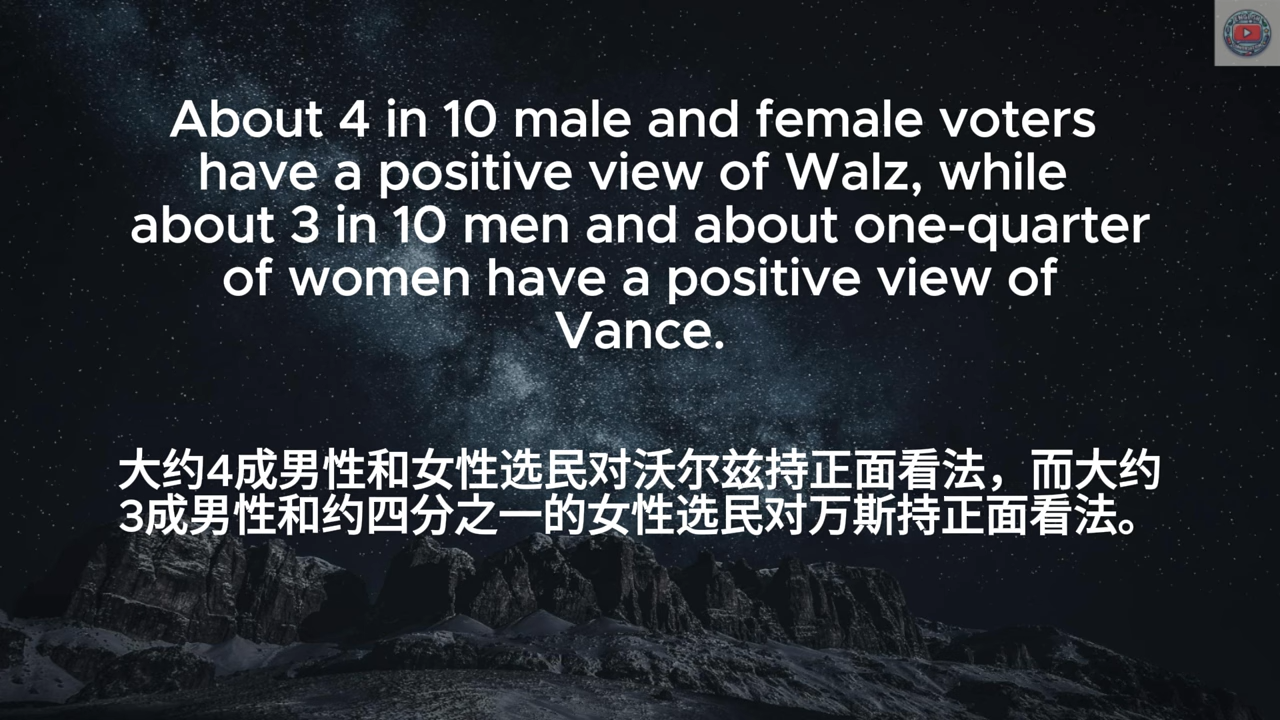 About 4 in 10 male and female voters
have a positive view of Walz, while
about 3 in 10 men and about one-quarter
of women have a positive view of
Vance.
大约4成男性和女性选民对沃尔兹持正面看法，而大约
3成男性和约四分之一的女性选民对万斯持正面看法。